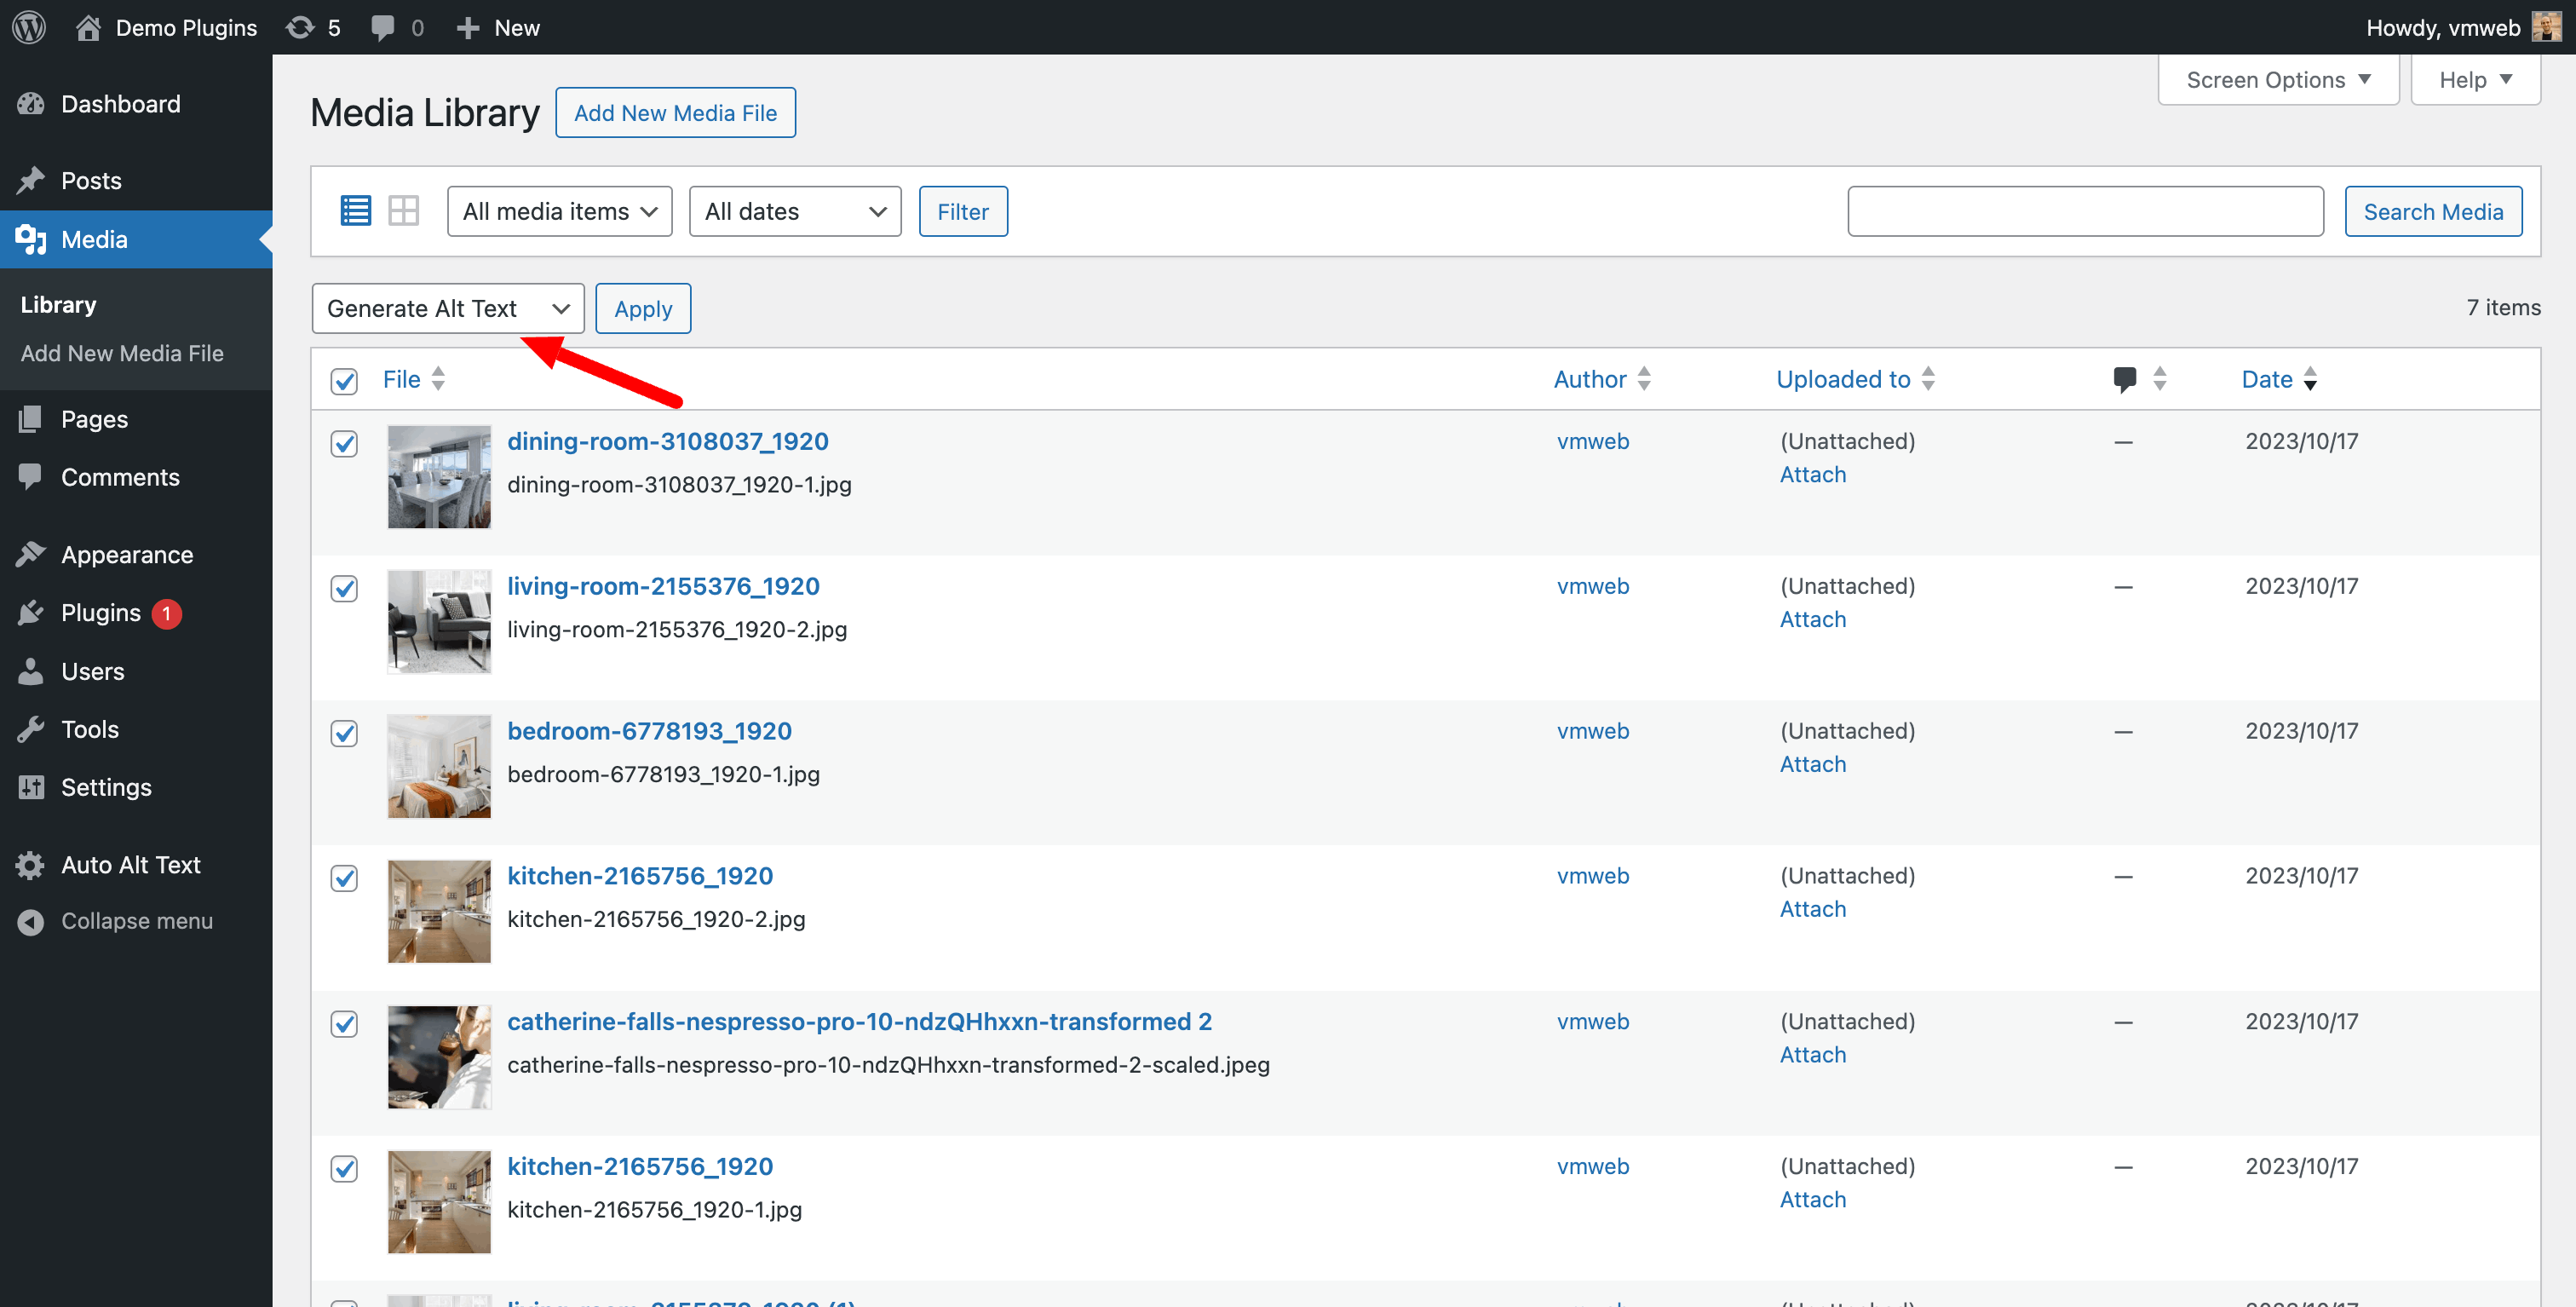 Demo Plugins 5 0 New Howdy, vmweb
Dashboard
Posts
Media
Library
Add New Media File
Pages
Comments
Appearance
Plugins 1
Users
Tools
Settings
Auto Alt Text
Collapse menu
Screen Options Help
Media Library Add New Media File
All media items All dates Filter Search Media
Generate Alt Text Apply 7 items
File Author Uploaded to Date
dining-room-3108037_1920 vmweb (Unattached) — 2023/10/17
Attach
dining-room-3108037_1920-1.jpg
living-room-2155376_1920 vmweb (Unattached) — 2023/10/17
Attach
living-room-2155376_1920-2.jpg
bedroom-6778193_1920 vmweb (Unattached) — 2023/10/17
Attach
bedroom-6778193_1920-1.jpg
kitchen-2165756_1920 vmweb (Unattached) — 2023/10/17
Attach
kitchen-2165756_1920-2.jpg
catherine-falls-nespresso-pro-10-ndzQHhxxn-transformed 2 vmweb (Unattached) — 2023/10/17
Attach
catherine-falls-nespresso-pro-10-ndzQHhxxn-transformed-2-scaled.jpeg
kitchen-2165756_1920 vmweb (Unattached) — 2023/10/17
Attach
kitchen-2165756_1920-1.jpg